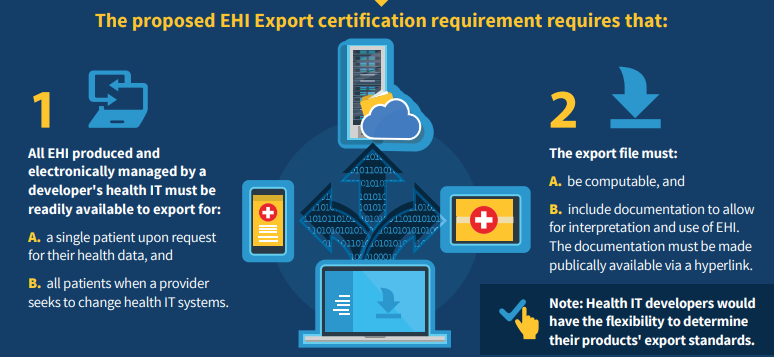 The proposed EHI Export certification requirement requires that:
1
All EHI produced and
electronically managed by a
developer's health IT must be
readily available to export for:
A. a single patient upon request
for their health data, and
B. all patients when a provider
seeks to change health IT systems.
2
The export file must:
A. be computable, and
B. include documentation to allow
for interpretation and use of EHI.
The documentation must be made
publically available via a hyperlink.
Note: Health IT developers would
have the flexibility to determine
their products' export standards.